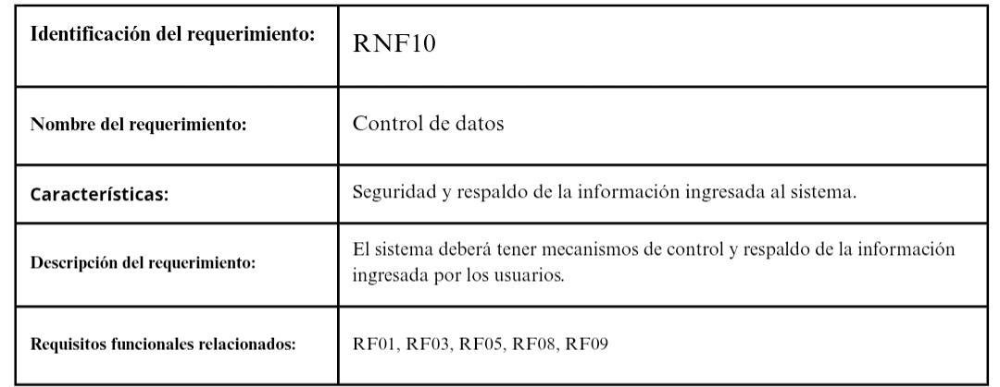 Identificación del requerimiento: RNF10
Nombre del requerimiento: Control de datos
Características: Seguridad y respaldo de la información ingresada al sistema.
Descripción del requerimiento: El sistema deberá tener mecanismos de control y respaldo de la información
ingresada por los usuarios.
Requisitos funcionales relacionados: RF01, RF03, RF05, RF08, RF09